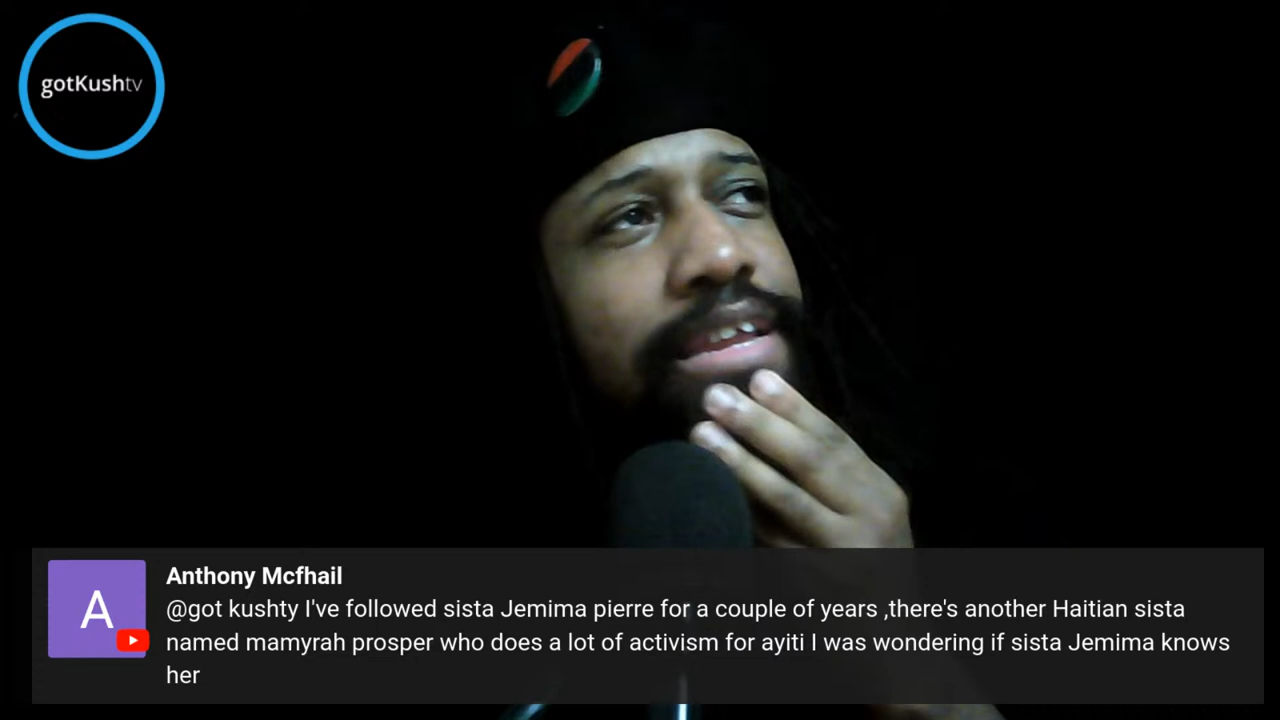 gotKushtv
A
Anthony Mcfhail
@got kushty I've followed sista Jemima pierre for a couple of years ,there's another Haitian sista
named mamyrah prosper who does a lot of activism for ayiti I was wondering if sista Jemima knows
her